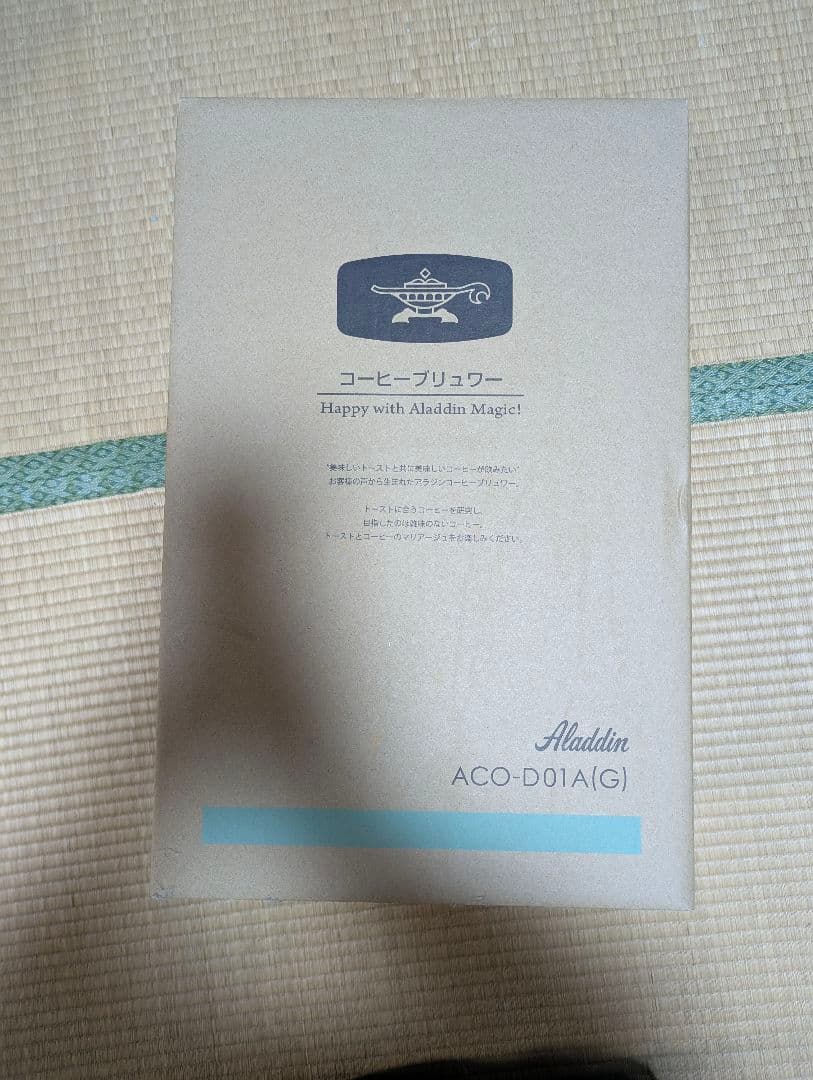 コーヒーブリュワー
Happy with Aladdin Magic!
"美味しいトーストと共に美味しいコーヒーが飲みたい"
お客様の声から生まれたアラジンコーヒーブリュワー。
トーストに合うコーヒーを研究し、
目指したのは雑味のないコーヒー。
トーストとコーヒーのマリアージュをお楽しみください。
Aladdin
ACO-D01A(G)